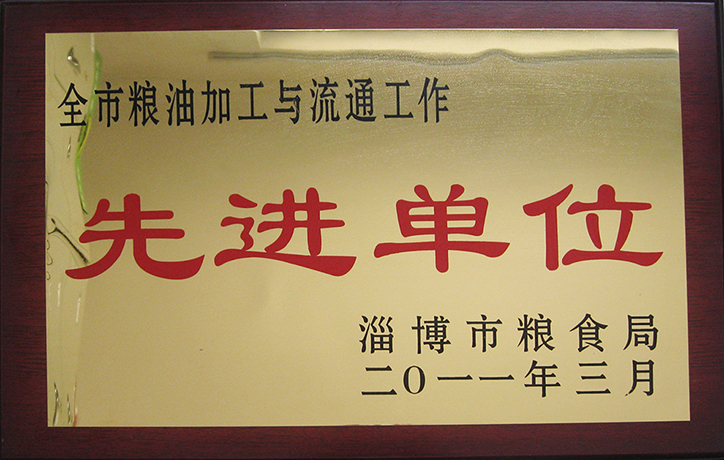 全市粮油加工与流通工作
先进单位
淄博市粮食局
二〇一一年三月